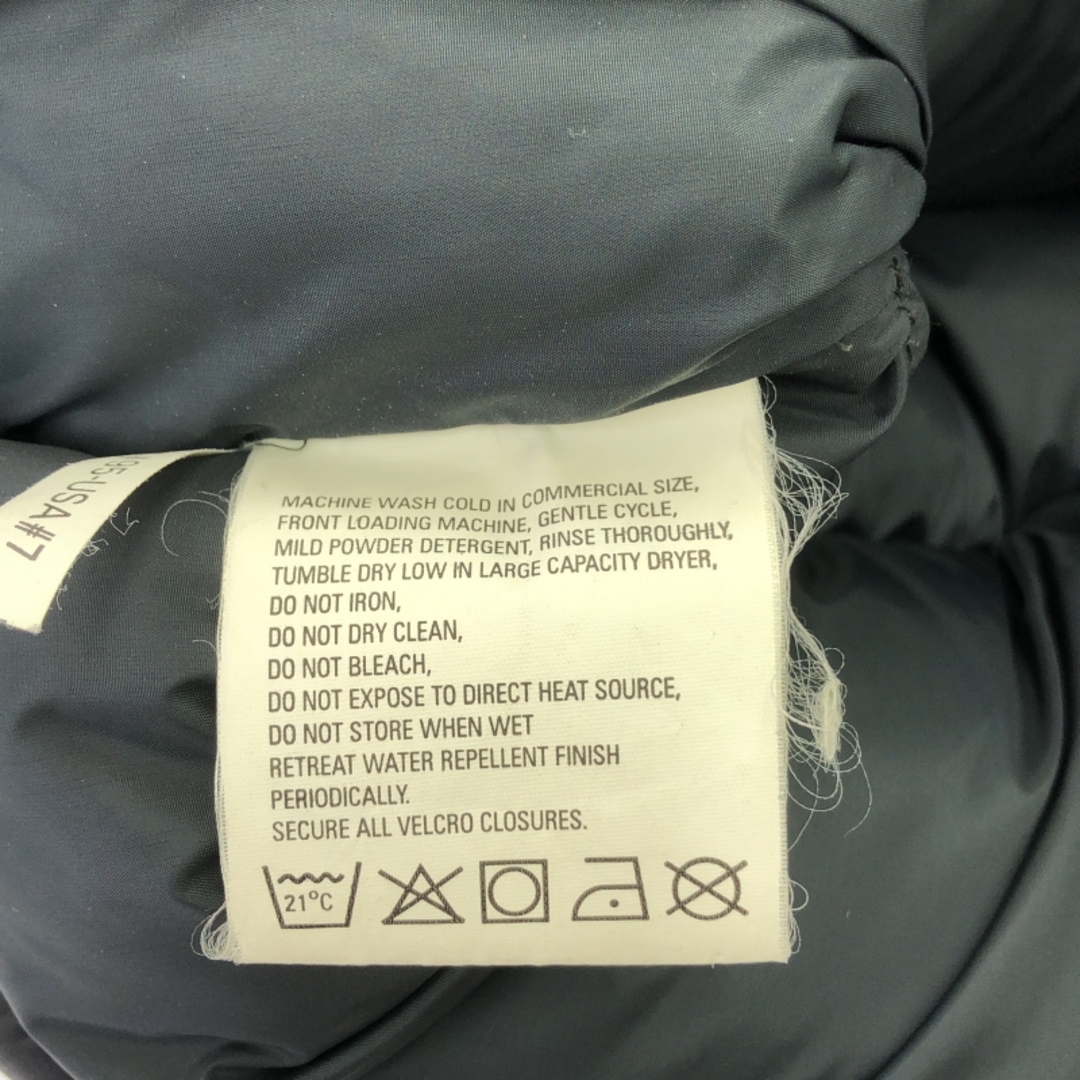 MACHINE WASH COLD IN COMMERCIAL SIZE,
FRONT LOADING MACHINE, GENTLE CYCLE,
MILD POWDER DETERGENT, RINSE THOROUGHLY,
TUMBLE DRY LOW IN LARGE CAPACITY DRYER,
DO NOT IRON,
DO NOT DRY CLEAN,
DO NOT BLEACH,
DO NOT EXPOSE TO DIRECT HEAT SOURCE,
DO NOT STORE WHEN WET
RETREAT WATER REPELLENT FINISH
PERIODICALLY.
SECURE ALL VELCRO CLOSURES.
21°C
95-USA#7